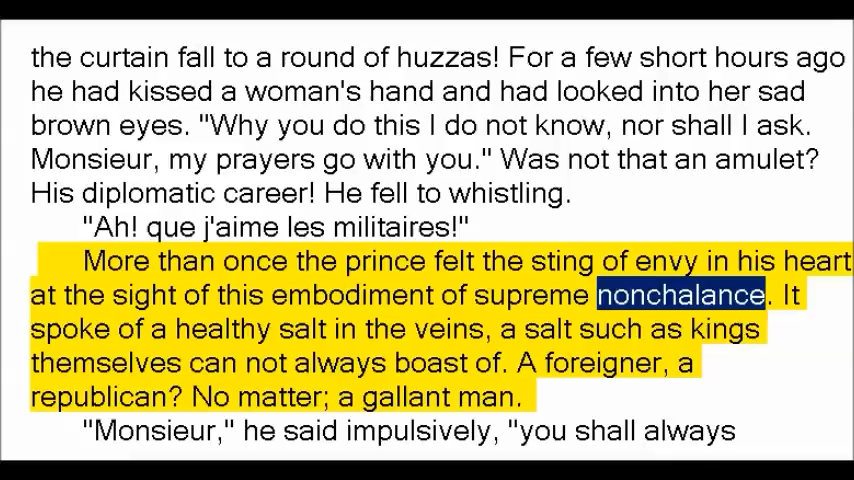 the curtain fall to a round of huzzas! For a few short hours ago
he had kissed a woman's hand and had looked into her sad
brown eyes. "Why you do this I do not know, nor shall I ask.
Monsieur, my prayers go with you." Was not that an amulet?
His diplomatic career! He fell to whistling.
"Ah! que j'aime les militaires!"
More than once the prince felt the sting of envy in his heart
at the sight of this embodiment of supreme nonchalance. It
spoke of a healthy salt in the veins, a salt such as kings
themselves can not always boast of. A foreigner, a
republican? No matter; a gallant man.
"Monsieur," he said impulsively, "you shall always